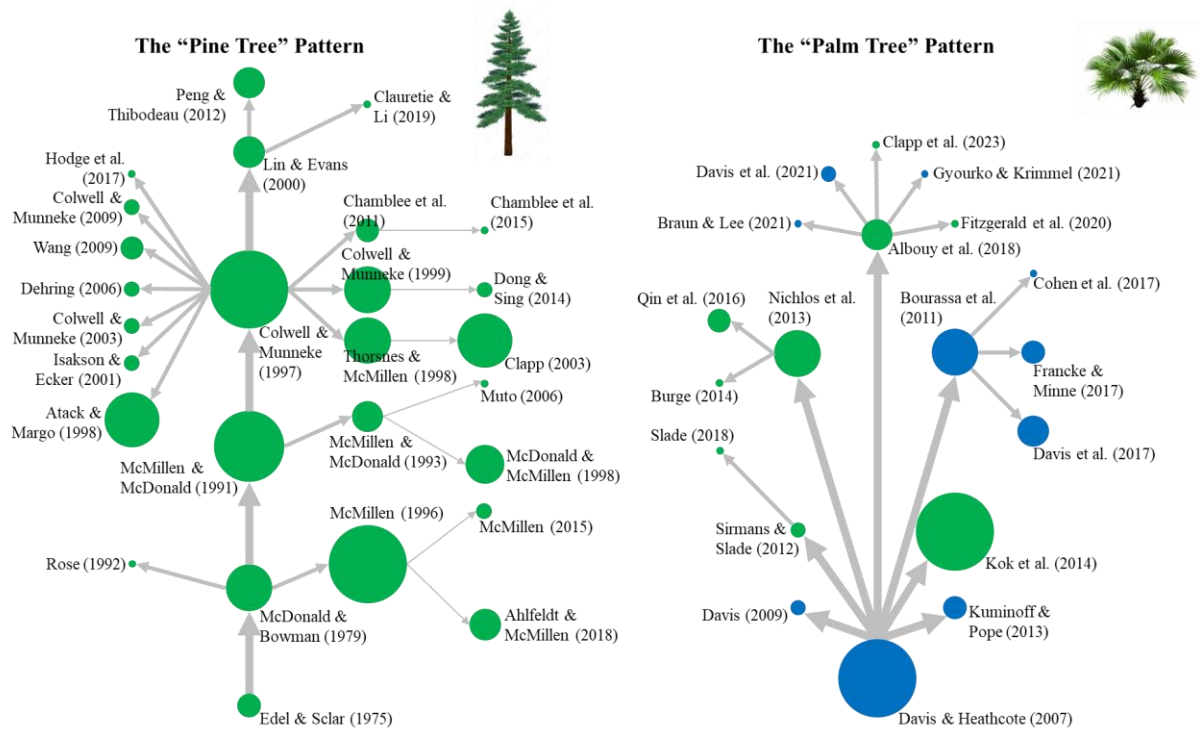 The “Pine Tree” Pattern
Peng &
Thibodeau (2012)
Clauretie &
Li (2019)
Lin & Evans
(2000)
Hodge et al.
(2017)
Colwell &
Munneke (2009)
Wang (2009)
Dehring (2006)
Colwell &
Munneke (2003)
Isakson &
Ecker (2001)
Atack &
Margo (1998)
Chamblee et al.
(2011)
Chamblee et al.
(2015)
Colwell &
Munneke (1999)
Dong &
Sing (2014)
Colwell &
Munneke
(1997)
Thorsnes &
McMillen (1998)
Clapp (2003)
Muto (2006)
McMillen &
McDonald (1991)
McMillen &
McDonald (1993)
McDonald &
McMillen (1998)
McMillen (1996)
McMillen (2015)
Rose (1992)
McDonald &
Bowman (1979)
Ahlfeldt &
McMillen (2018)
Edel & Sclar (1975)
The “Palm Tree” Pattern
Clapp et al. (2023)
Davis et al. (2021)
Gyourko & Krimmel (2021)
Braun & Lee (2021)
Fitzgerald et al. (2020)
Albouy et al. (2018)
Qin et al. (2016)
Nichlos et al.
(2013)
Bourassa et al.
(2011)
Cohen et al. (2017)
Francke &
Minne (2017)
Burge (2014)
Davis et al. (2017)
Slade (2018)
Sirmans &
Slade (2012)
Kok et al. (2014)
Davis (2009)
Kuminoff &
Pope (2013)
Davis & Heathcote (2007)